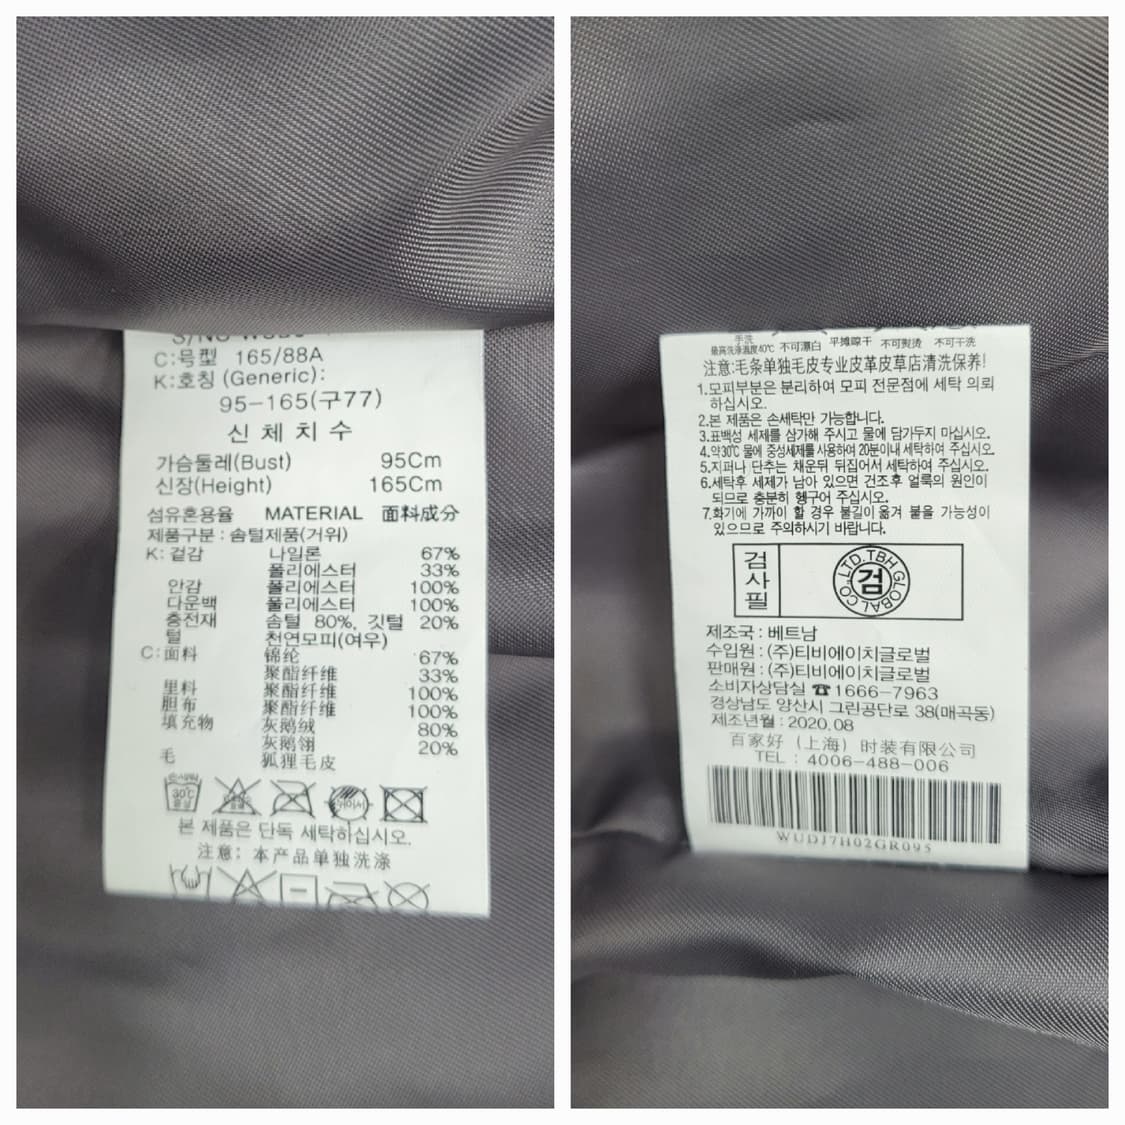 C:号型 165/88A
K:호칭 (Generic):
95-165(구77)
신 체 치 수
가슴둘레(Bust) 95Cm
신장(Height) 165Cm
섬유혼용율 MATERIAL 面料成分
제품구분 : 솜털제품(거위)
K: 겉감 나일론 67%
폴리에스터 33%
안감 폴리에스터 100%
다운백 폴리에스터 100%
충전재 솜털 80%, 깃털 20%
털 천연모피(여우)
C: 面料 锦纶 67%
聚酯纤维 33%
里料 聚酯纤维 100%
胆布 聚酯纤维 100%
填充物 灰鹅绒 80%
灰鹅翎 20%
毛 狐狸毛皮
30℃
중성
본 제품은 단독 세탁하십시오.
注意: 本产品单独洗涤
手洗
最高洗涤温度40℃ 不可漂白 平摊晾干 不可熨烫 不可干洗
注意:毛条单独毛皮专业皮革皮草店清洗保养!
1.모피부분은 분리하여 모피 전문점에 세탁 의뢰
하십시오.
2.본 제품은 손세탁만 가능합니다.
3.표백성 세제를 삼가해 주시고 물에 담가두지 마십시오.
4.약30℃ 물에 중성세제를 사용하여 20분이내 세탁하여 주십시오.
5.지퍼나 단추는 채운뒤 뒤집어서 세탁하여 주십시오.
6.세탁후 세제가 남아 있으면 건조후 얼룩의 원인이
되므로 충분히 헹구어 주십시오.
7.화기에 가까이 할 경우 불길이 옮겨 붙을 가능성이
있으므로 주의하시기 바랍니다.
검사필
TBH GLOBAL CO.,LTD.
검
제조국 : 베트남
수입원 : (주)티비에이치글로벌
판매원 : (주)티비에이치글로벌
소비자상담실 ☎1666-7963
경상남도 양산시 그린공단로 38(매곡동)
제조년월 : 2020.08
百家好 (上海) 时装有限公司
TEL : 4006-488-006
WUDJ7H02GR095